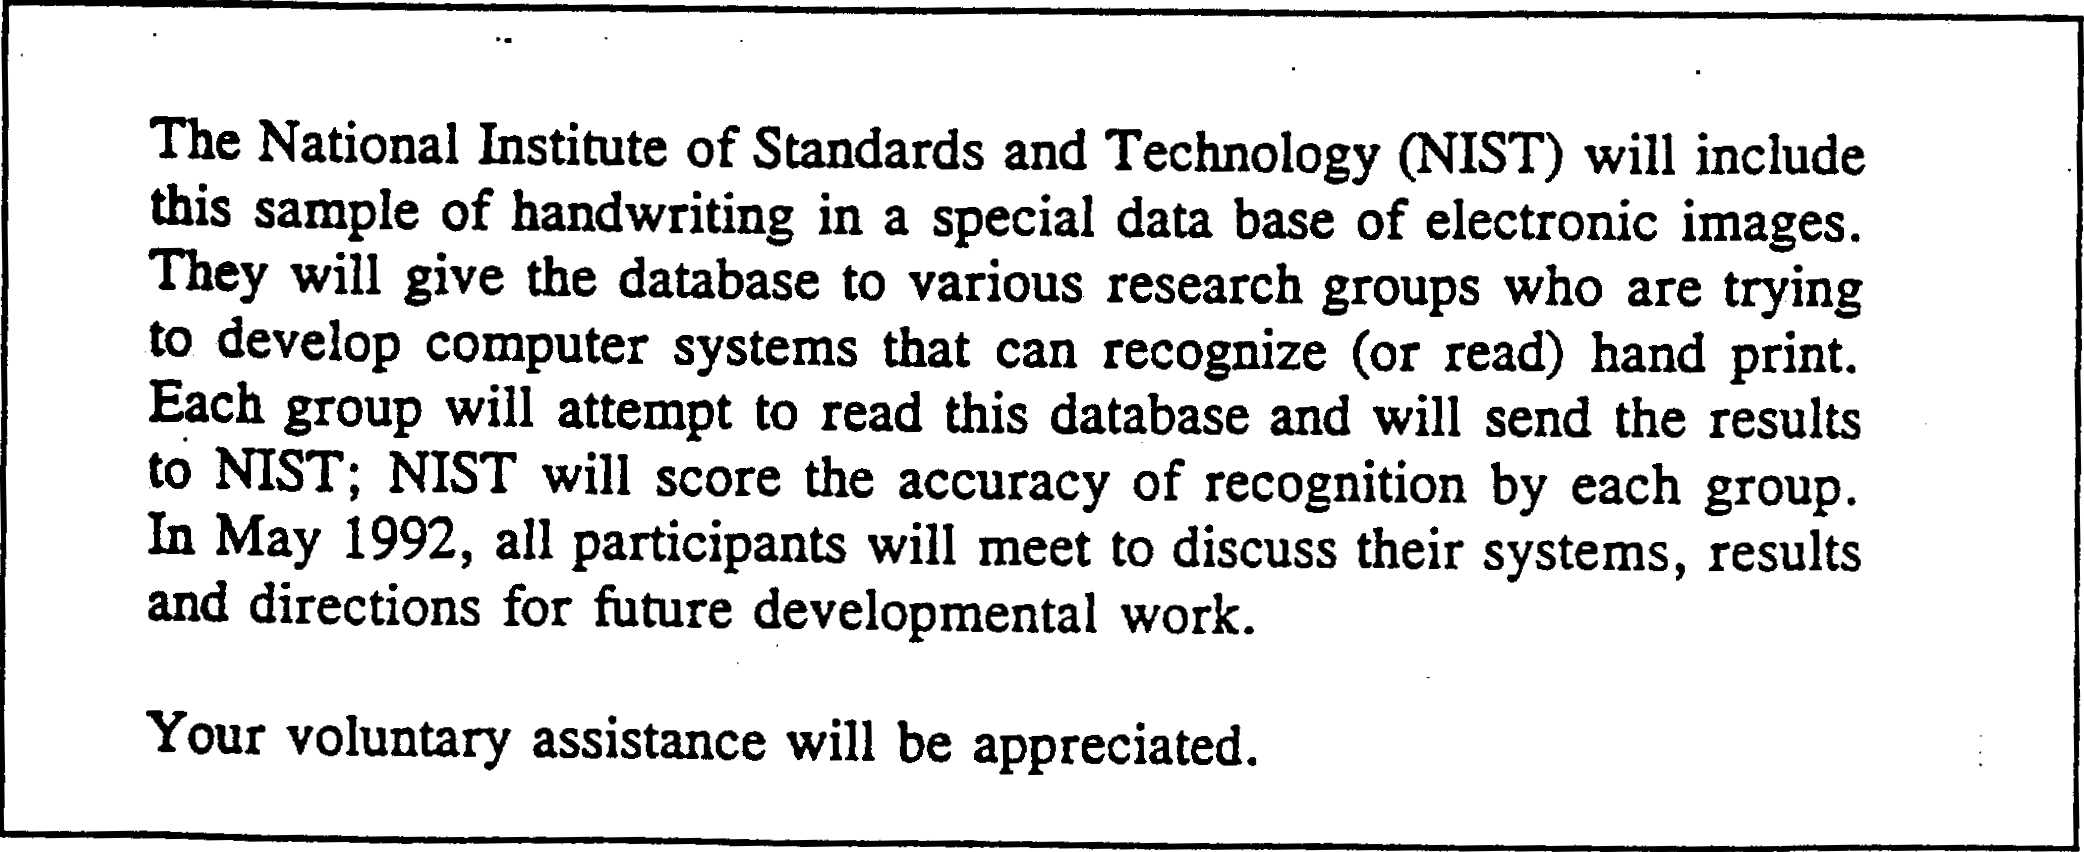 The National Institute of Standards and Technology (NIST) will include
this sample of handwriting in a special data base of electronic images.
They will give the database to various research groups who are trying
to develop computer systems that can recognize (or read) hand print.
Each group will attempt to read this database and will send the results
to NIST; NIST will score the accuracy of recognition by each group.
In May 1992, all participants will meet to discuss their systems, results
and directions for future developmental work.
Your voluntary assistance will be appreciated.